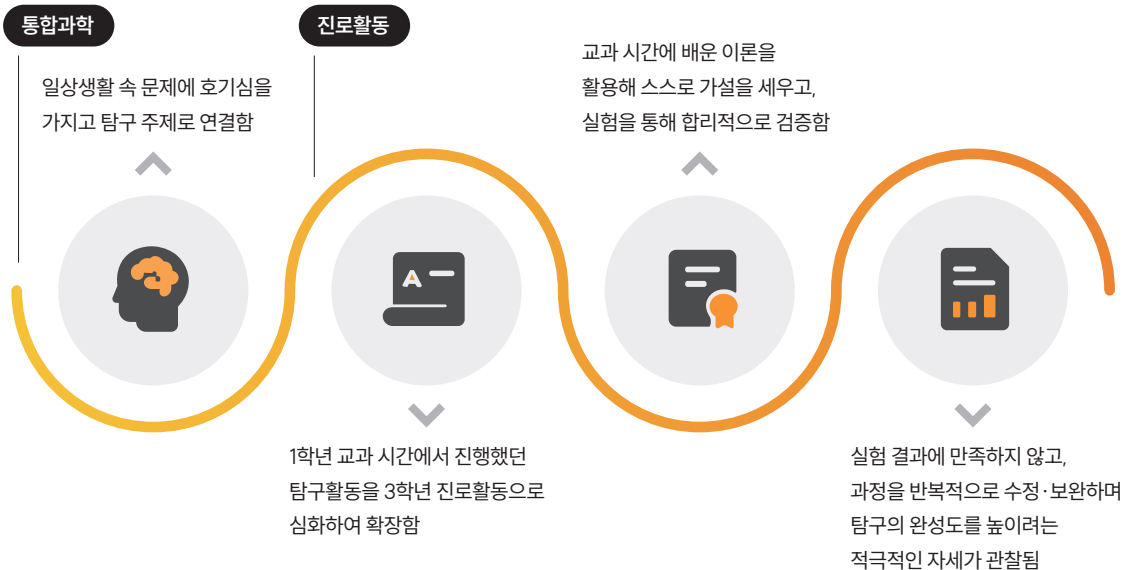 통합과학
일상생활 속 문제에 호기심을
가지고 탐구 주제로 연결함
진로활동
A
1학년 교과 시간에서 진행했던
탐구활동을 3학년 진로활동으로
심화하여 확장함
교과 시간에 배운 이론을
활용해 스스로 가설을 세우고,
실험을 통해 합리적으로 검증함
실험 결과에 만족하지 않고,
과정을 반복적으로 수정·보완하며
탐구의 완성도를 높이려는
적극적인 자세가 관찰됨